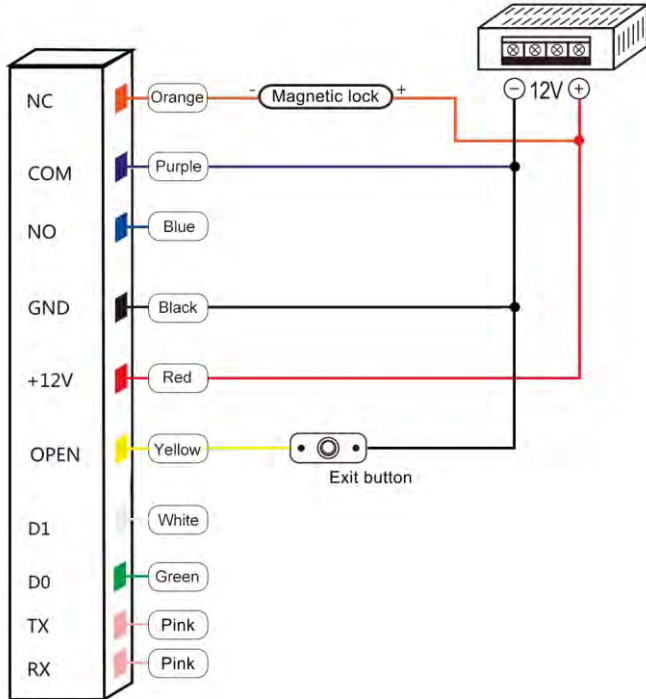 − 12V +
NC Orange - Magnetic lock +
COM Purple
NO Blue
GND Black
+12V Red
OPEN Yellow
Exit button
D1 White
D0 Green
TX Pink
RX Pink